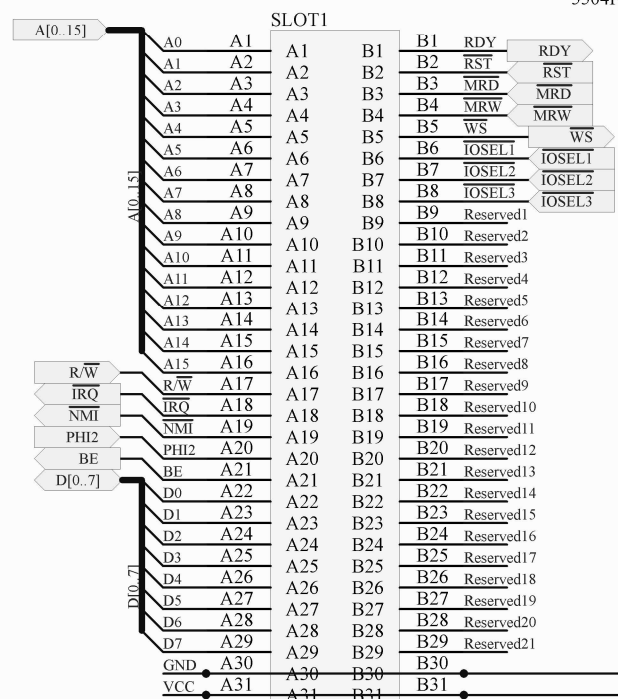 SLOT1
A[0..15]
A0 A1 A1 B1 B1 RDY RDY
A1 A2 A2 B2 B2 RST RST
A2 A3 A3 B3 B3 MRD MRD
A3 A4 A4 B4 B4 MRW MRW
A4 A5 A5 B5 B5 WS WS
A5 A6 A6 B6 B6 IOSEL1 IOSEL1
A6 A7 A7 B7 B7 IOSEL2 IOSEL2
A7 A8 A8 B8 B8 IOSEL3 IOSEL3
A[0..15]
A8 A9 A9 B9 B9 Reserved1
A9 A10 A10 B10 B10 Reserved2
A10 A11 A11 B11 B11 Reserved3
A11 A12 A12 B12 B12 Reserved4
A12 A13 A13 B13 B13 Reserved5
A13 A14 A14 B14 B14 Reserved6
A14 A15 A15 B15 B15 Reserved7
A15 A16 A16 B16 B16 Reserved8
R/W R/W A17 A17 B17 B17 Reserved9
IRQ IRQ A18 A18 B18 B18 Reserved10
NMI NMI A19 A19 B19 B19 Reserved11
PHI2 PHI2 A20 A20 B20 B20 Reserved12
BE BE A21 A21 B21 B21 Reserved13
D[0..7] D0 A22 A22 B22 B22 Reserved14
D1 A23 A23 B23 B23 Reserved15
D2 A24 A24 B24 B24 Reserved16
D3 A25 A25 B25 B25 Reserved17
D4 A26 A26 B26 B26 Reserved18
D[0..7]
D5 A27 A27 B27 B27 Reserved19
D6 A28 A28 B28 B28 Reserved20
D7 A29 A29 B29 B29 Reserved21
GND A30 A30 B30 B30
VCC A31 A31 B31 B31